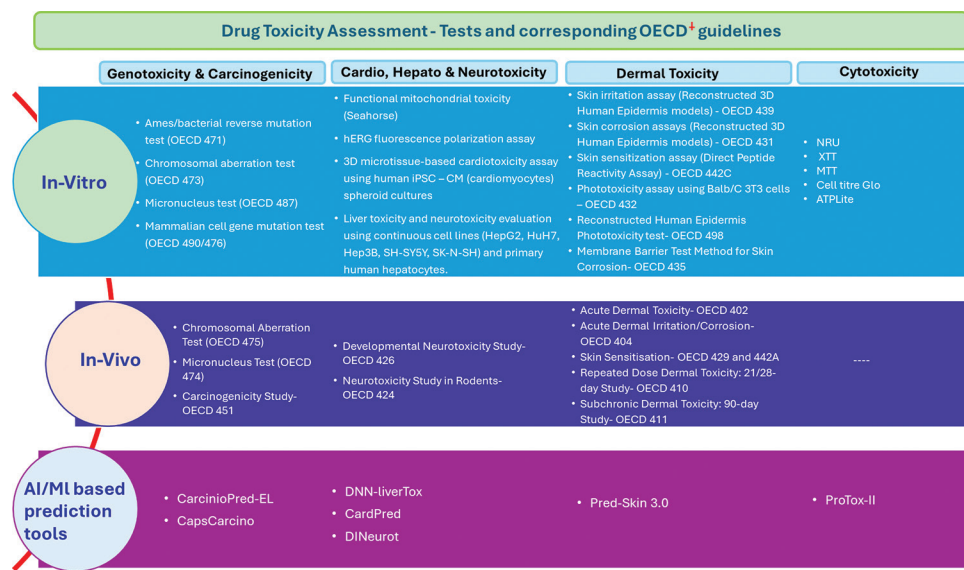 Drug Toxicity Assessment - Tests and corresponding OECD⸸ guidelines
Genotoxicity & Carcinogenicity
Cardio, Hepato & Neurotoxicity
Dermal Toxicity
Cytotoxicity
In-Vitro
• Ames/bacterial reverse mutation
test (OECD 471)
• Chromosomal aberration test
(OECD 473)
• Micronucleus test (OECD 487)
• Mammalian cell gene mutation test
(OECD 490/476)
• Functional mitochondrial toxicity
(Seahorse)
• hERG fluorescence polarization assay
• 3D microtissue-based cardiotoxicity assay
using human iPSC – CM (cardiomyocytes)
spheroid cultures
• Liver toxicity and neurotoxicity evaluation
using continuous cell lines (HepG2, HuH7,
Hep3B, SH-SY5Y, SK-N-SH) and primary
human hepatocytes.
• Skin irritation assay (Reconstructed 3D
Human Epidermis models) - OECD 439
• Skin corrosion assays (Reconstructed 3D
Human Epidermis models) - OECD 431
• Skin sensitization assay (Direct Peptide
Reactivity Assay) - OECD 442C
• Phototoxicity assay using Balb/C 3T3 cells
– OECD 432
• Reconstructed Human Epidermis
Phototoxicity test- OECD 498
• Membrane Barrier Test Method for Skin
Corrosion- OECD 435
• NRU
• XTT
• MTT
• Cell titre Glo
• ATPLite
In-Vivo
• Chromosomal Aberration
Test (OECD 475)
• Micronucleus Test (OECD
474)
• Carcinogenicity Study-
OECD 451
• Developmental Neurotoxicity Study-
OECD 426
• Neurotoxicity Study in Rodents-
OECD 424
• Acute Dermal Toxicity- OECD 402
• Acute Dermal Irritation/Corrosion-
OECD 404
• Skin Sensitisation- OECD 429 and 442A
• Repeated Dose Dermal Toxicity: 21/28-
day Study- OECD 410
• Subchronic Dermal Toxicity: 90-day
Study- OECD 411
----
AI/Ml based
prediction
tools
• CarcinioPred-EL
• CapsCarcino
• DNN-liverTox
• CardPred
• DINeurot
• Pred-Skin 3.0
• ProTox-II